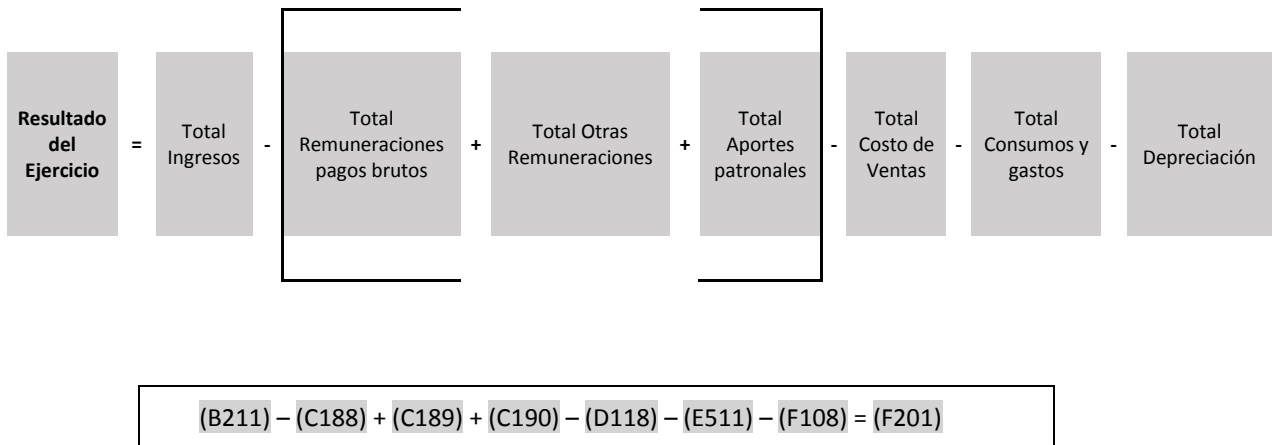 Resultado
del
Ejercicio
=
Total
Ingresos
-
Total
Remuneraciones
pagos brutos
+
Total Otras
Remuneraciones
+
Total
Aportes
patronales
-
Total
Costo de
Ventas
-
Total
Consumos y
gastos
-
Total
Depreciación
(B211) – (C188) + (C189) + (C190) – (D118) – (E511) – (F108) = (F201)